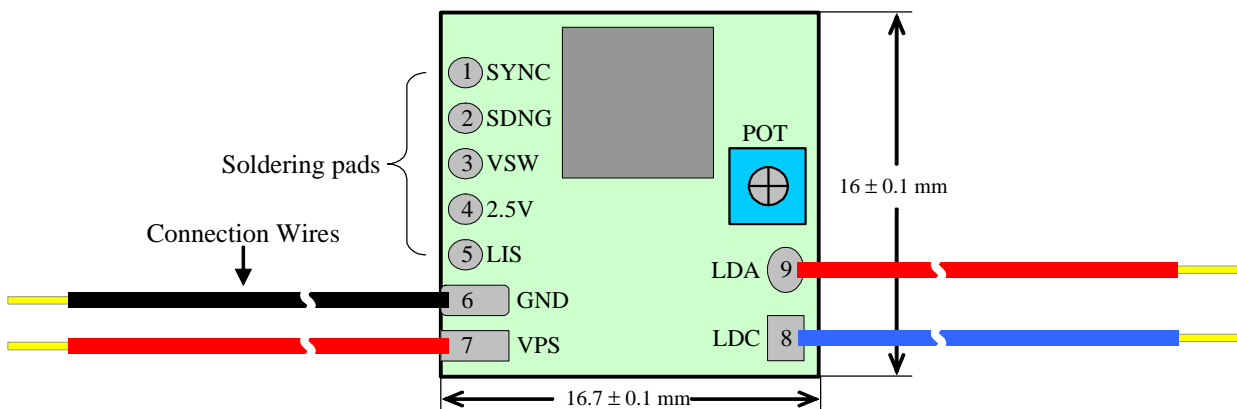 1 SYNC
2 SDNG
3 VSW
4 2.5V
5 LIS
6 GND
7 VPS
Soldering pads
Connection Wires
POT
LDA 9
LDC 8
16 ± 0.1 mm
16.7 ± 0.1 mm